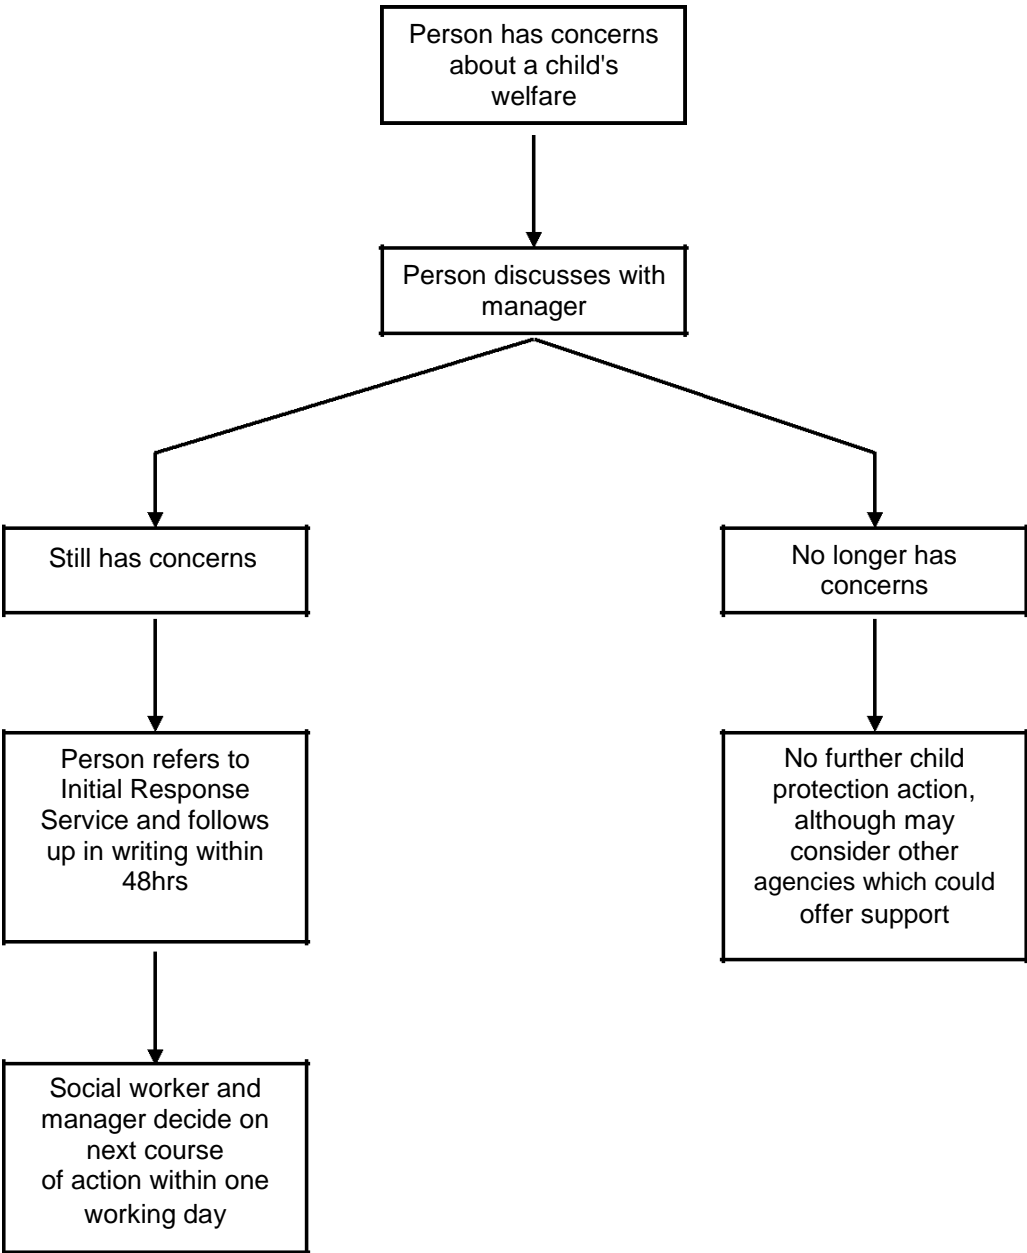 Person has concerns
about a child's
welfare
Person discusses with
manager
Still has concerns
No longer has
concerns
Person refers to
Initial Response
Service and follows
up in writing within
48hrs
No further child
protection action,
although may
consider other
agencies which could
offer support
Social worker and
manager decide on
next course
of action within one
working day